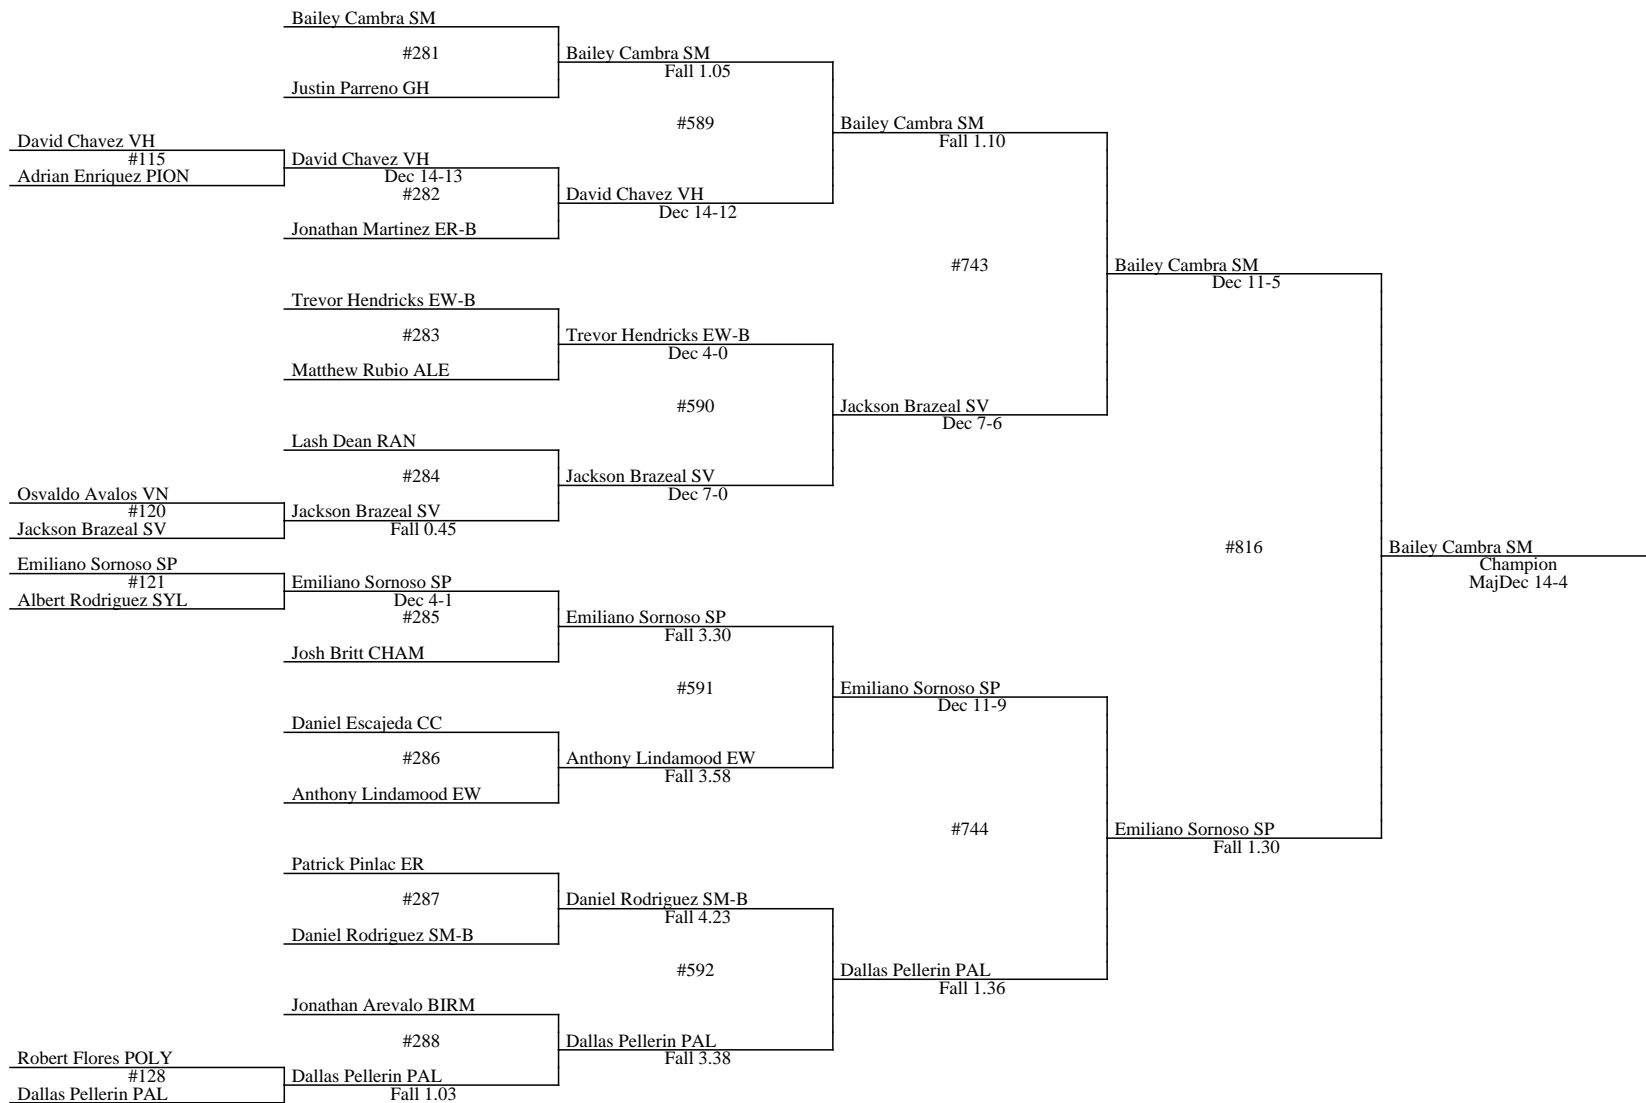 Bailey Cambra SM
#281
Bailey Cambra SM
Fall 1.05
Justin Parreno GH
#589
Bailey Cambra SM
Fall 1.10
David Chavez VH
#115
David Chavez VH
Adrian Enriquez PION
Dec 14-13
#282
David Chavez VH
Dec 14-12
Jonathan Martinez ER-B
#743
Bailey Cambra SM
Dec 11-5
Trevor Hendricks EW-B
#283
Trevor Hendricks EW-B
Dec 4-0
Matthew Rubio ALE
#590
Jackson Brazeal SV
Dec 7-6
Lash Dean RAN
#284
Jackson Brazeal SV
Dec 7-0
Osvaldo Avalos VN
#120
Jackson Brazeal SV
Jackson Brazeal SV
Fall 0.45
#816
Bailey Cambra SM
Champion
MajDec 14-4
Emiliano Sornoso SP
#121
Emiliano Sornoso SP
Albert Rodriguez SYL
Dec 4-1
#285
Emiliano Sornoso SP
Fall 3.30
Josh Britt CHAM
#591
Emiliano Sornoso SP
Dec 11-9
Daniel Escajeda CC
#286
Anthony Lindamood EW
Fall 3.58
Anthony Lindamood EW
#744
Emiliano Sornoso SP
Fall 1.30
Patrick Pinlac ER
#287
Daniel Rodriguez SM-B
Fall 4.23
Daniel Rodriguez SM-B
#592
Dallas Pellerin PAL
Fall 1.36
Jonathan Arevalo BIRM
#288
Dallas Pellerin PAL
Fall 3.38
Robert Flores POLY
#128
Dallas Pellerin PAL
Dallas Pellerin PAL
Fall 1.03